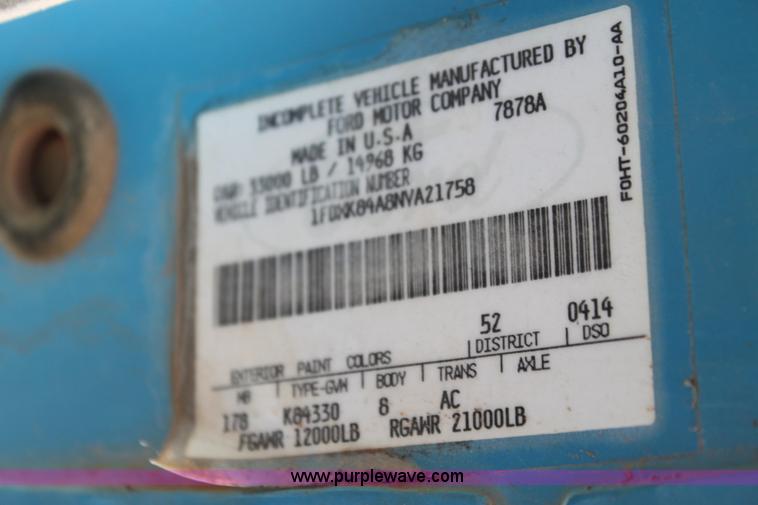 INCOMPLETE VEHICLE MANUFACTURED BY
FORD MOTOR COMPANY
MADE IN U.S.A 7878A
GVWR 33000 LB / 14968 KG
VEHICLE IDENTIFICATION NUMBER
1FDXK84A8NVA21758
F0HT-60204A10-AA
52 0414
EXTERIOR PAINT COLORS DISTRICT DSO
WB TYPE-GVW BODY TRANS AXLE
178 K84330 8 AC
FGAWR 12000LB RGAWR 21000LB
www.purplewave.com